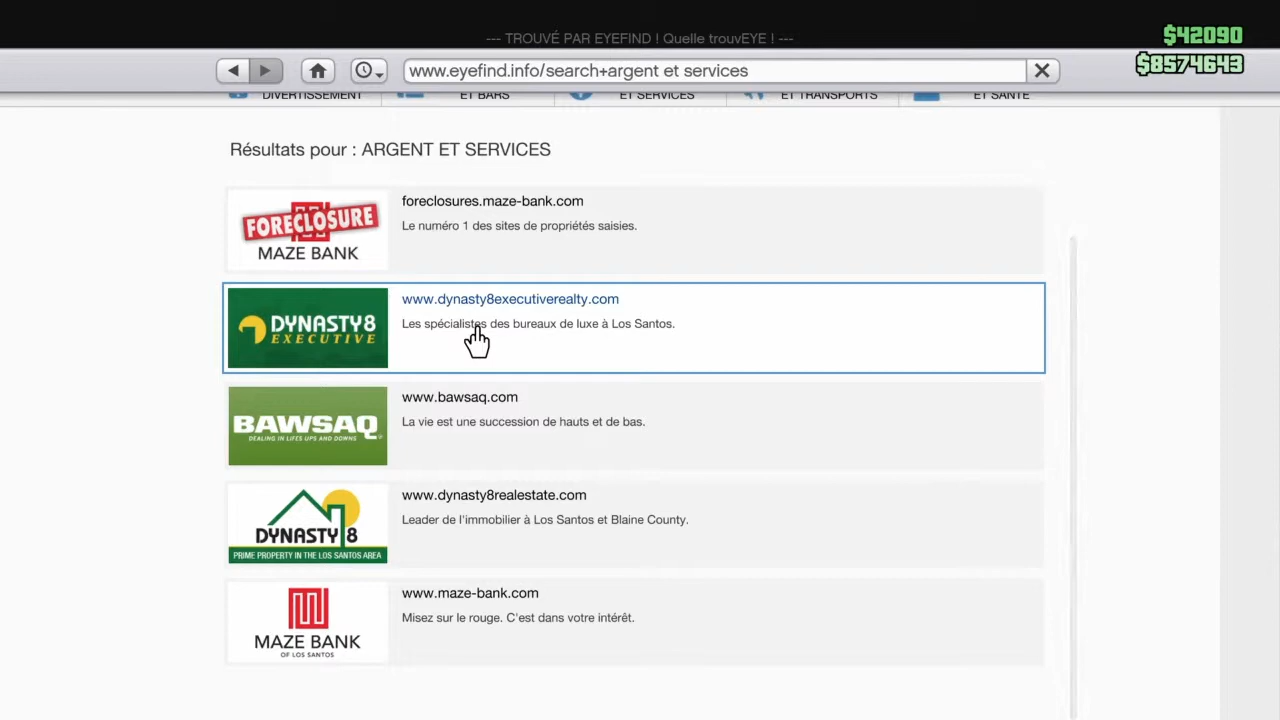 --- TROUVÉ PAR EYEFIND ! Quelle trouvEYE ! ---
$42090
$8574643
www.eyefind.info/search+argent et services
DIVERTISSEMENT
ET BARS
ET SERVICES
ET TRANSPORTS
ET SANTÉ
Résultats pour : ARGENT ET SERVICES
FORECLOSURE
MAZE BANK
foreclosures.maze-bank.com
Le numéro 1 des sites de propriétés saisies.
DYNASTY8
EXECUTIVE
www.dynasty8executiverealty.com
Les spécialistes des bureaux de luxe à Los Santos.
BAWSAQ
DEALING IN LIFES UPS AND DOWNS
www.bawsaq.com
La vie est une succession de hauts et de bas.
DYNASTY 8
PRIME PROPERTY IN THE LOS SANTOS AREA
www.dynasty8realestate.com
Leader de l'immobilier à Los Santos et Blaine County.
MAZE BANK
OF LOS SANTOS
www.maze-bank.com
Misez sur le rouge. C'est dans votre intérêt.